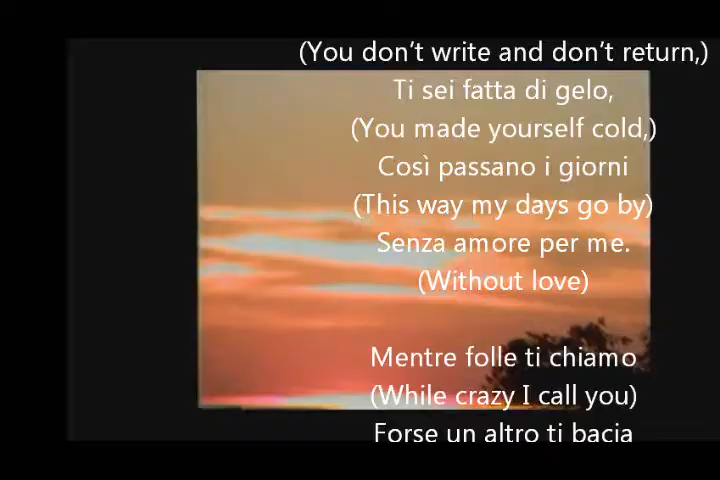 (You don’t write and don’t return,)
Ti sei fatta di gelo,
(You made yourself cold,)
Così passano i giorni
(This way my days go by)
Senza amore per me.
(Without love)
Mentre folle ti chiamo
(While crazy I call you)
Forse un altro ti bacia